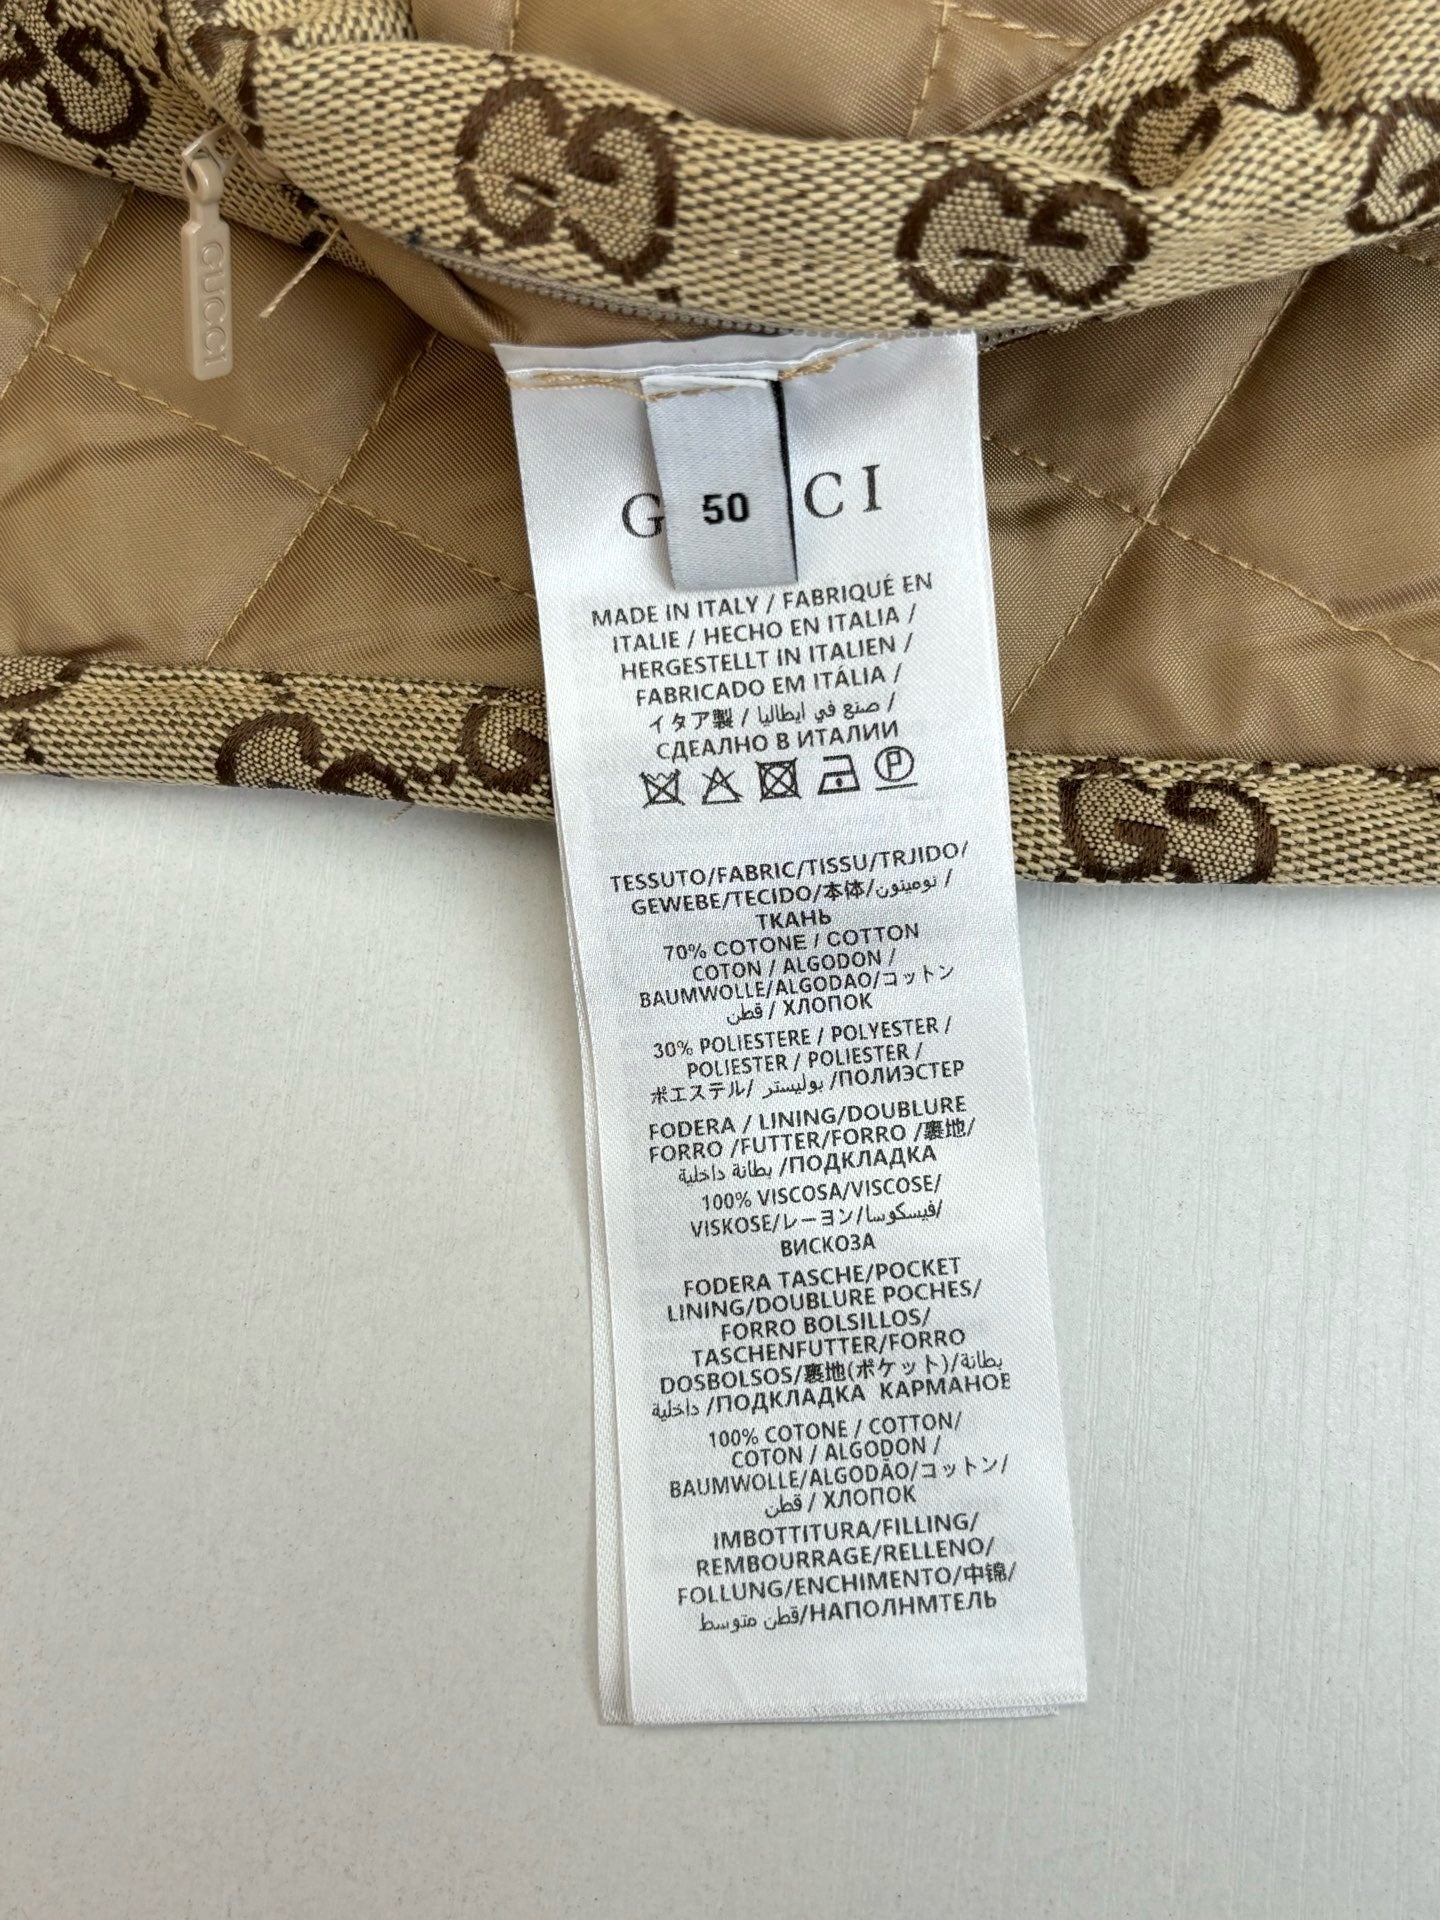 GUCCI
50
G CCI
MADE IN ITALY / FABRIQUÉ EN
ITALIE / HECHO EN ITALIA /
HERGESTELLT IN ITALIEN /
FABRICADO EM ITÁLIA /
イタア製 / صنع في ايطاليا /
СДЕАЛНО В ИТАЛИИ
P
TESSUTO/FABRIC/TISSU/TRJIDO/
GEWEBE/TECIDO/本体/نومينون /
ТКАНЬ
70% COTONE / COTTON
COTON / ALGODON /
BAUMWOLLE/ALGODAO/コットン
قطن / ХЛОПОК
30% POLIESTERE / POLYESTER /
POLIESTER / POLIESTER /
ポエステル/ بوليستر /ПОЛИЭСТЕР
FODERA / LINING/DOUBLURE
FORRO /FUTTER/FORRO /裏地/
بطانة داخلية /ПОДКЛАДКА
100% VISCOSA/VISCOSE/
VISKOSE/レーヨン/فيسكوسا/
ВИСКОЗА
FODERA TASCHE/POCKET
LINING/DOUBLURE POCHES/
FORRO BOLSILLOS/
TASCHENFUTTER/FORRO
DOSBOLSOS/裏地(ポケット)/بطانة
داخلية /ПОДКЛАДКА КАРМАНОЕ
100% COTONE / COTTON/
COTON / ALGODON /
BAUMWOLLE/ALGODÃO/コットン/
قطن / ХЛОПОК
IMBOTTITURA/FILLING/
REMBOURRAGE/RELLENO/
FOLLUNG/ENCHIMENTO/中锦/
قطن متوسط/НАПОЛНМТЕЛЬ